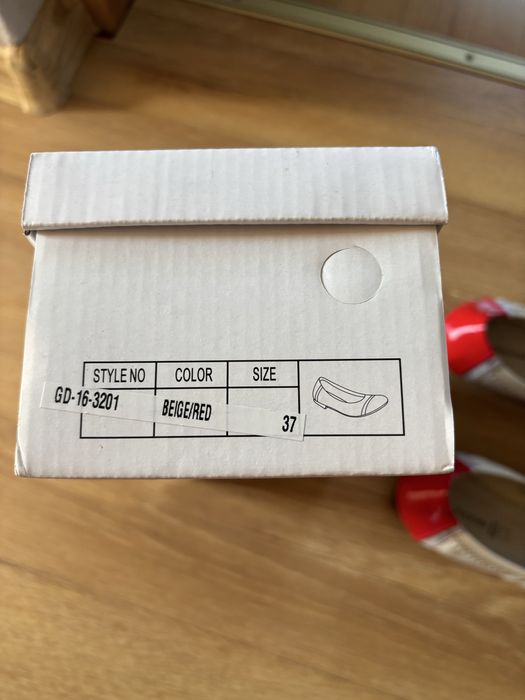 STYLE NO COLOR SIZE
GD-16-3201 BEIGE/RED 37